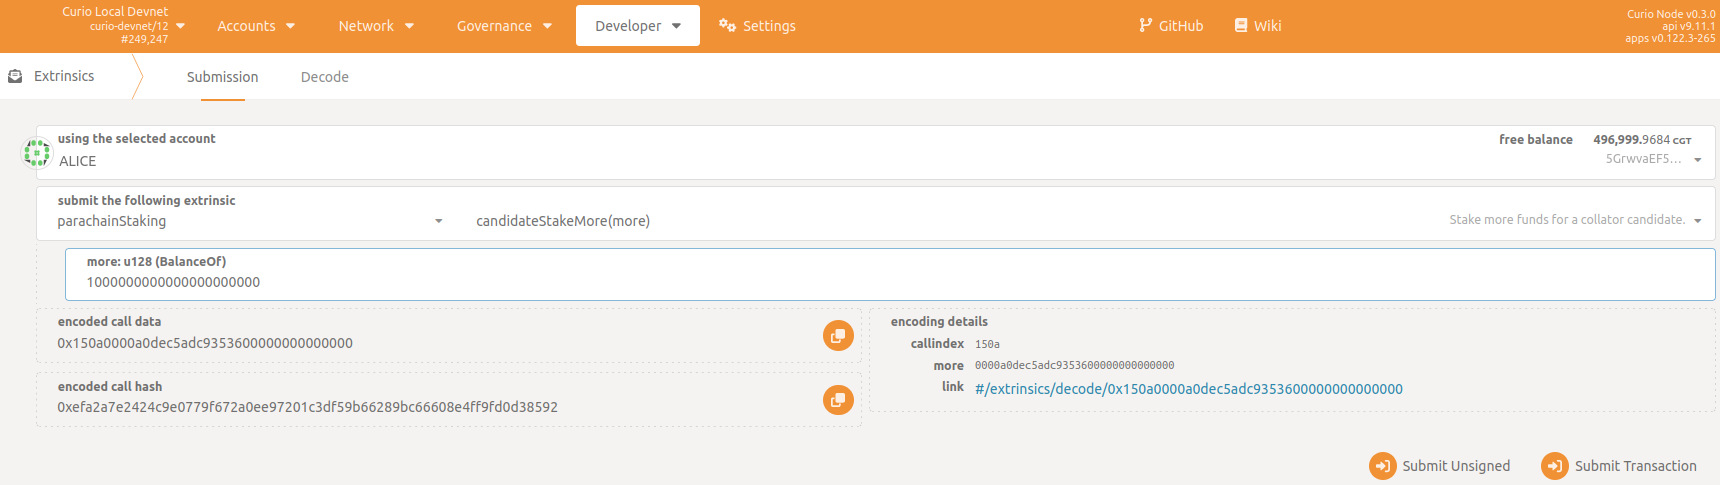 Curio Local Devnet
curio-devnet/12
#249,247
Accounts
Network
Governance
Developer
Settings
GitHub
Wiki
Curio Node v0.3.0
api v9.11.1
apps v0.122.3-265
Extrinsics
Submission
Decode
using the selected account
ALICE
free balance 496,999.9684 CGT
5GrwvaEF5...
submit the following extrinsic
parachainStaking
candidateStakeMore(more)
Stake more funds for a collator candidate.
more: u128 (BalanceOf)
1000000000000000000000
encoded call data
0x150a0000a0dec5adc9353600000000000000
encoded call hash
0xefa2a7e2424c9e0779f672a0ee97201c3df59b66289bc66608e4ff9fd0d38592
encoding details
callindex 150a
more 0000a0dec5adc9353600000000000000
link #/extrinsics/decode/0x150a0000a0dec5adc9353600000000000000
Submit Unsigned
Submit Transaction